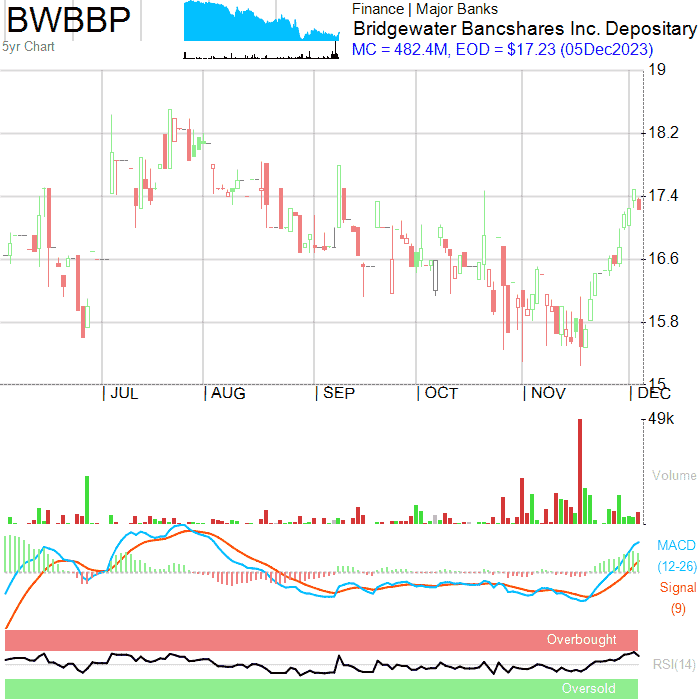 BWBBP
5yr Chart
Finance | Major Banks
Bridgewater Bancshares Inc. Depositary
MC = 482.4M, EOD = $17.23 (05Dec2023)
19
18.2
17.4
16.6
15.8
15
| JUL | AUG | SEP | OCT | NOV | DEC
49k
Volume
MACD
(12-26)
Signal
(9)
Overbought
RSI(14)
Oversold